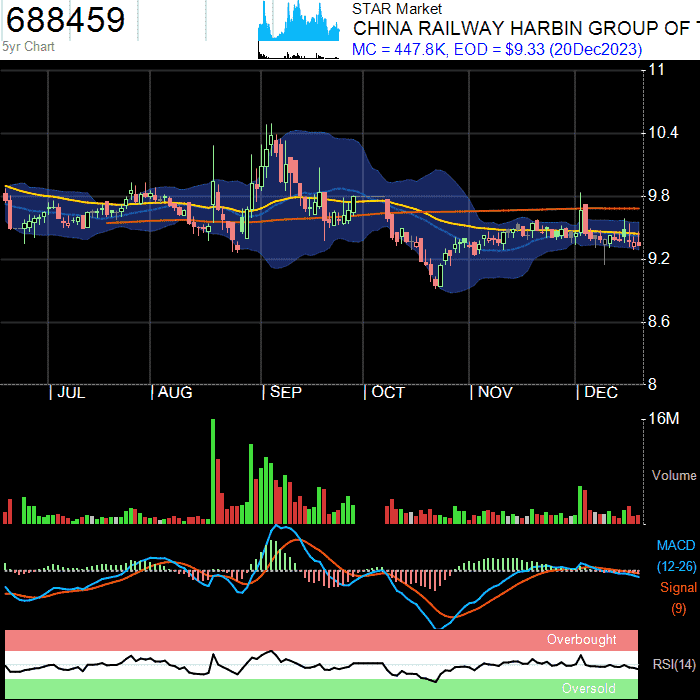 688459
5yr Chart
STAR Market
CHINA RAILWAY HARBIN GROUP OF
MC = 447.8K, EOD = $9.33 (20Dec2023)
11
10.4
9.8
9.2
8.6
8
| JUL | AUG | SEP | OCT | NOV | DEC
16M
Volume
MACD
(12-26)
Signal
(9)
Overbought
RSI(14)
Oversold